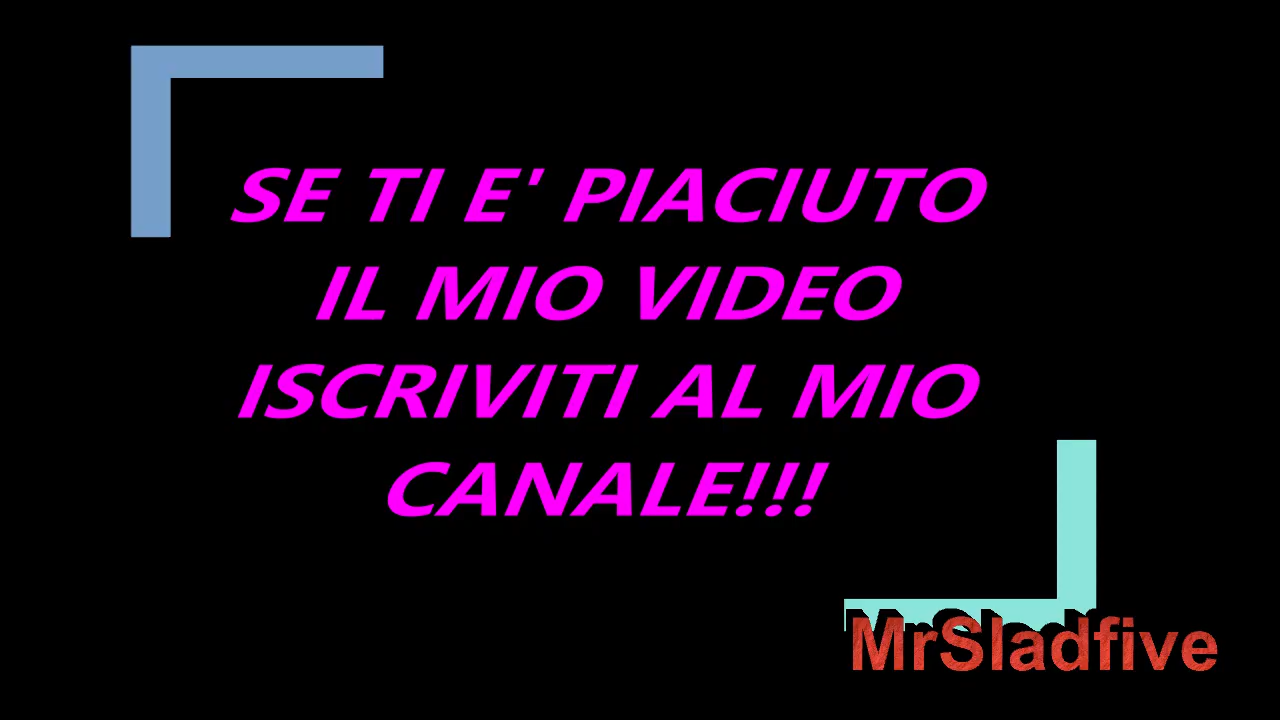 SE TI E' PIACIUTO
IL MIO VIDEO
ISCRIVITI AL MIO
CANALE!!!
MrSladfive